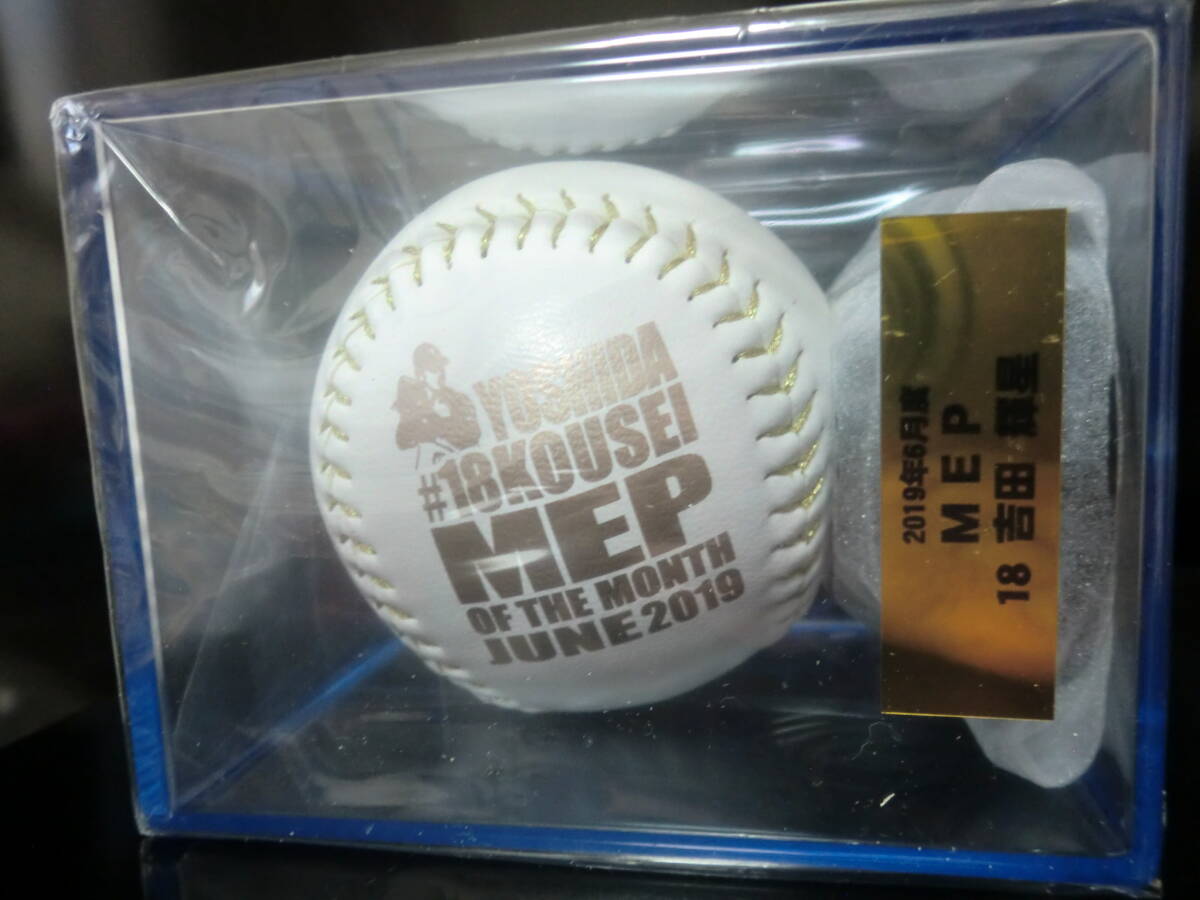 YOSHIDA
#18KOUSEI
MEP
OF THE MONTH
JUNE 2019
2019年6月度
MEP
18 吉田 輝星